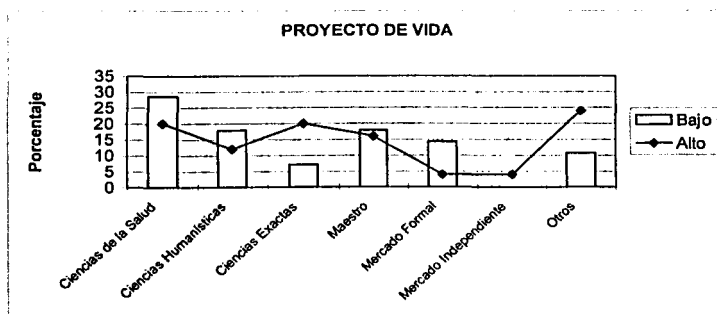 PROYECTO DE VIDA
Porcentaje
35
30
25
20
15
10
5
0
Ciencias de la Salud
Ciencias Humanísticas
Ciencias Exactas
Maestro
Mercado Formal
Mercado Independiente
Otros
Bajo
Alto